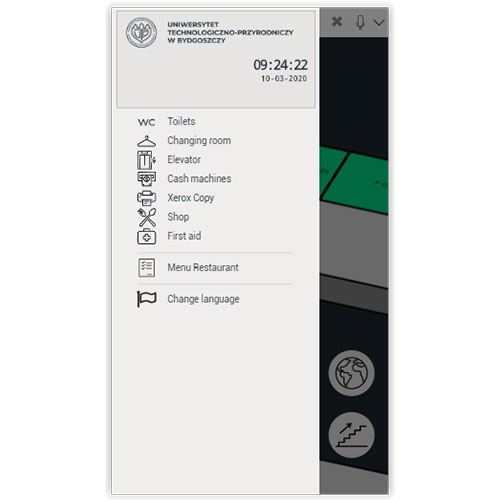 UNIWERSYTET
TECHNOLOGICZNO-PRZYRODNICZY
W BYDGOSZCZY
09:24:22
10-03-2020
WC Toilets
Changing room
Elevator
Cash machines
Xerox Copy
Shop
First aid
Menu Restaurant
Change language